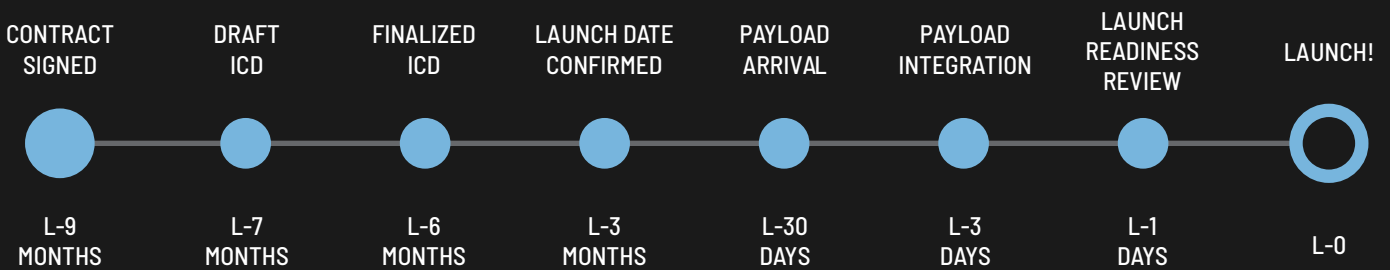 CONTRACT
SIGNED
DRAFT
ICD
FINALIZED
ICD
LAUNCH DATE
CONFIRMED
PAYLOAD
ARRIVAL
PAYLOAD
INTEGRATION
LAUNCH
READINESS
REVIEW
LAUNCH!
L-9
MONTHS
L-7
MONTHS
L-6
MONTHS
L-3
MONTHS
L-30
DAYS
L-3
DAYS
L-1
DAYS
L-0